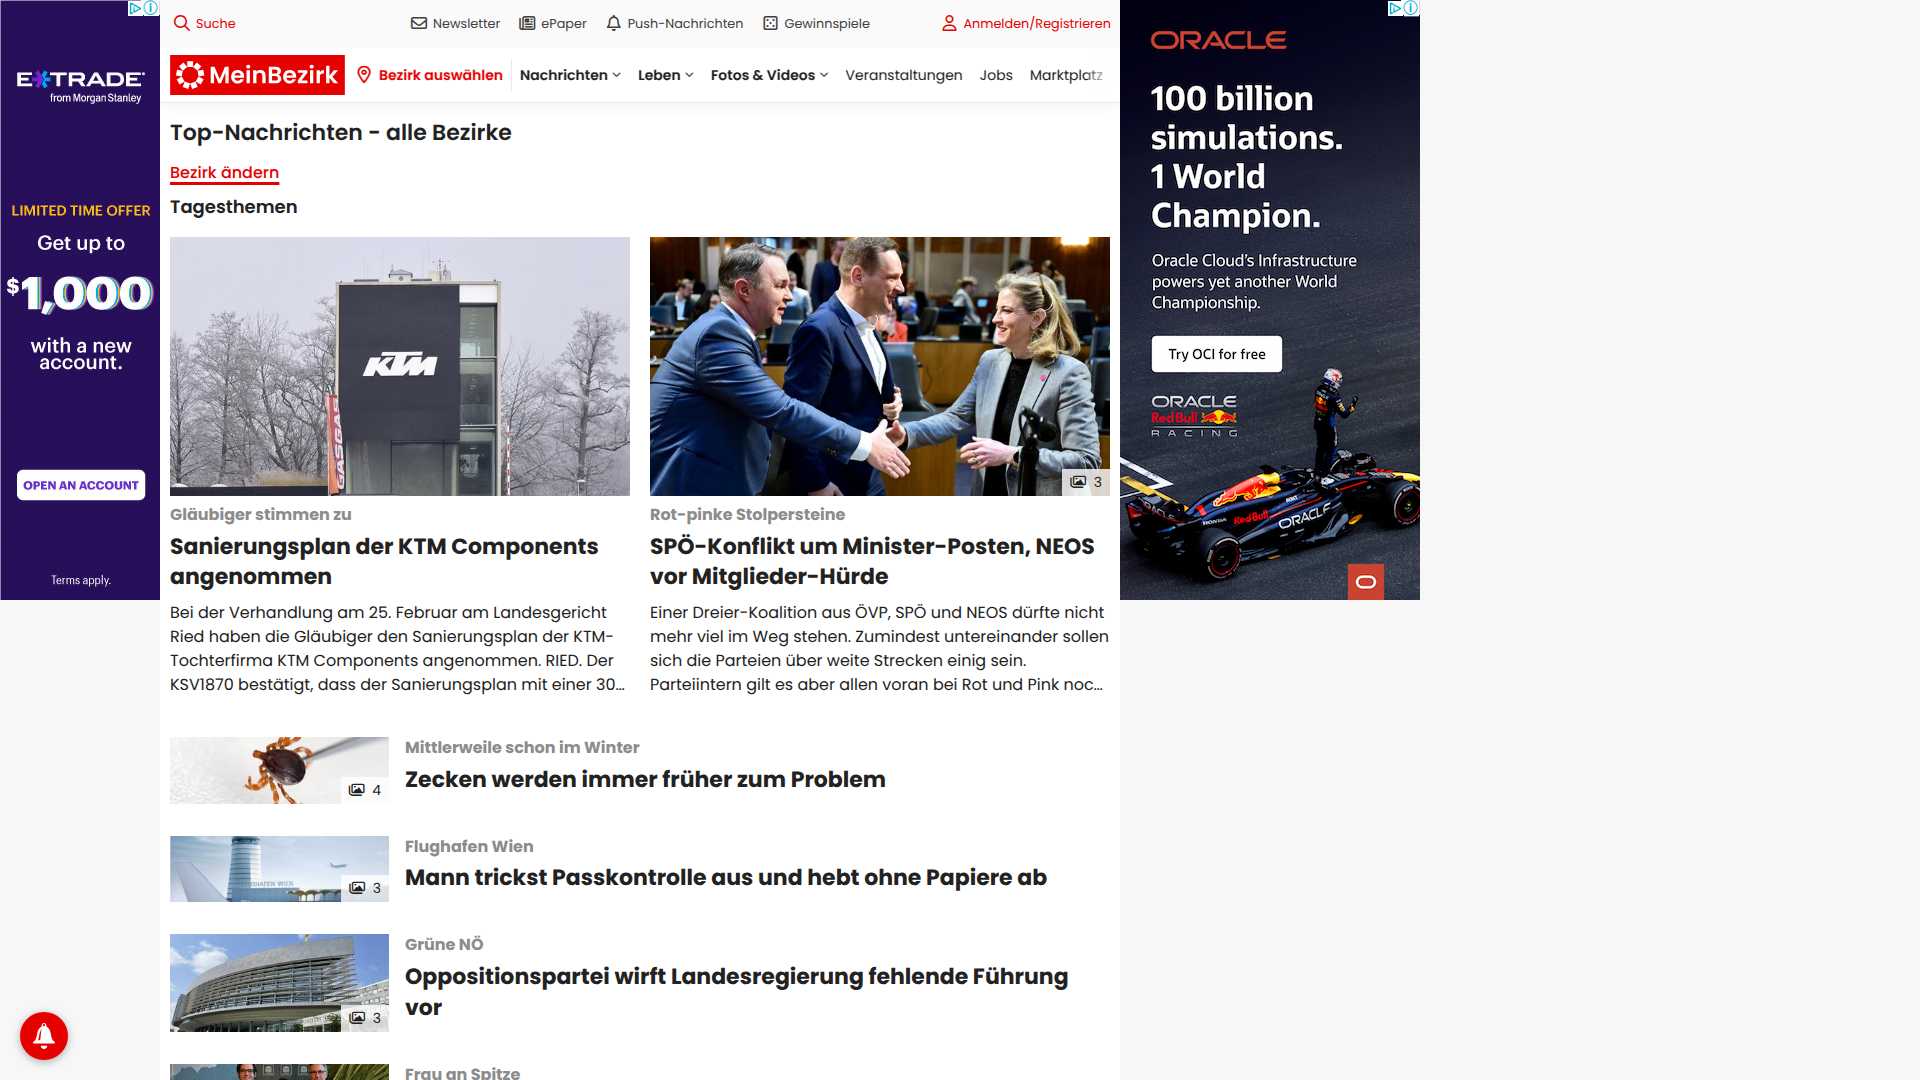 Suche
Newsletter
ePaper
Push-Nachrichten
Gewinnspiele
Anmelden/Registrieren
MeinBezirk
Bezirk auswählen
Nachrichten
Leben
Fotos & Videos
Veranstaltungen
Jobs
Marktplatz
E*TRADE
from Morgan Stanley
LIMITED TIME OFFER
Get up to
$1,000
with a new
account.
OPEN AN ACCOUNT
Terms apply.
Top-Nachrichten - alle Bezirke
Bezirk ändern
Tagesthemen
KTM
GASGAS
Gläubiger stimmen zu
Sanierungsplan der KTM Components
angenommen
Bei der Verhandlung am 25. Februar am Landesgericht
Ried haben die Gläubiger den Sanierungsplan der KTM-
Tochterfirma KTM Components angenommen. RIED. Der
KSV1870 bestätigt, dass der Sanierungsplan mit einer 30...
3
Rot-pinke Stolpersteine
SPÖ-Konflikt um Minister-Posten, NEOS
vor Mitglieder-Hürde
Einer Dreier-Koalition aus ÖVP, SPÖ und NEOS dürfte nicht
mehr viel im Weg stehen. Zumindest untereinander sollen
sich die Parteien über weite Strecken einig sein.
Parteiintern gilt es aber allen voran bei Rot und Pink noc...
4
Mittlerweile schon im Winter
Zecken werden immer früher zum Problem
3
Flughafen Wien
Mann trickst Passkontrolle aus und hebt ohne Papiere ab
3
Grüne NÖ
Oppositionspartei wirft Landesregierung fehlende Führung
vor
Frau an Spitze
ORACLE
100 billion
simulations.
1 World
Champion.
Oracle Cloud's Infrastructure
powers yet another World
Championship.
Try OCI for free
ORACLE
Red Bull
RACING
HONDA
Red Bull
ORACLE